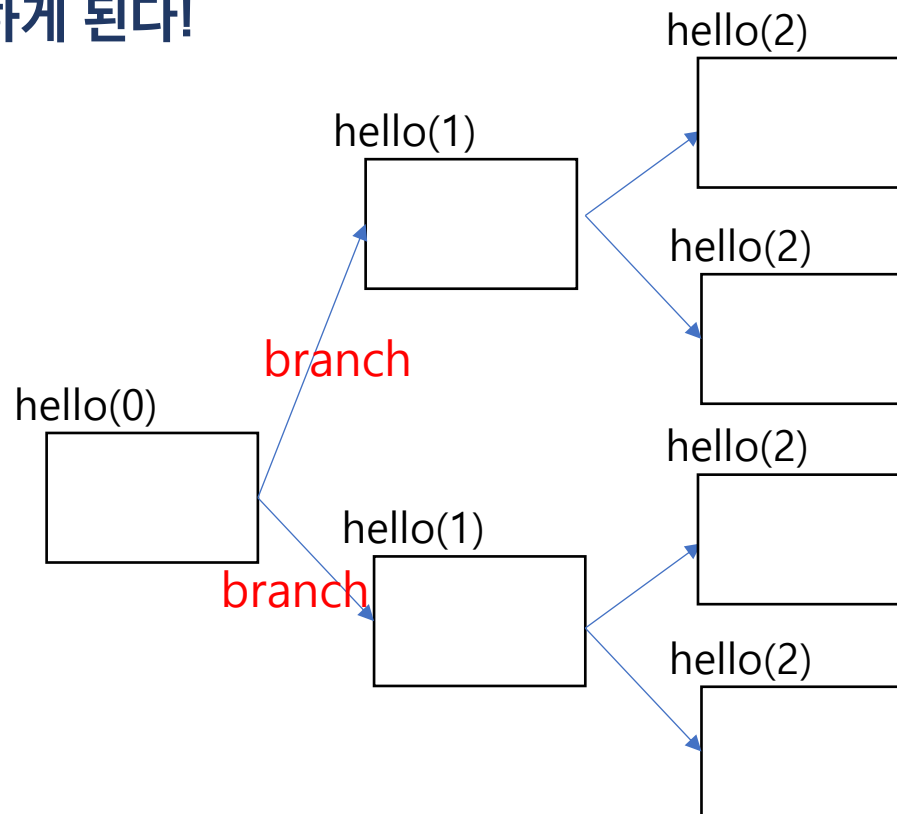 하게 된다!
hello(2)
hello(1)
hello(2)
branch
hello(0)
hello(2)
hello(1)
branch
hello(2)